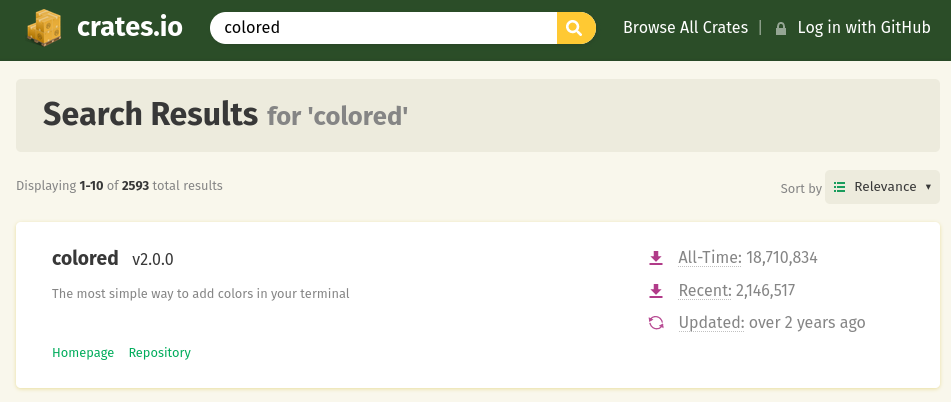 crates.io
colored
Browse All Crates | Log in with GitHub
Search Results for 'colored'
Displaying 1-10 of 2593 total results
Sort by Relevance ▾
colored v2.0.0
All-Time: 18,710,834
The most simple way to add colors in your terminal
Recent: 2,146,517
Updated: over 2 years ago
Homepage Repository